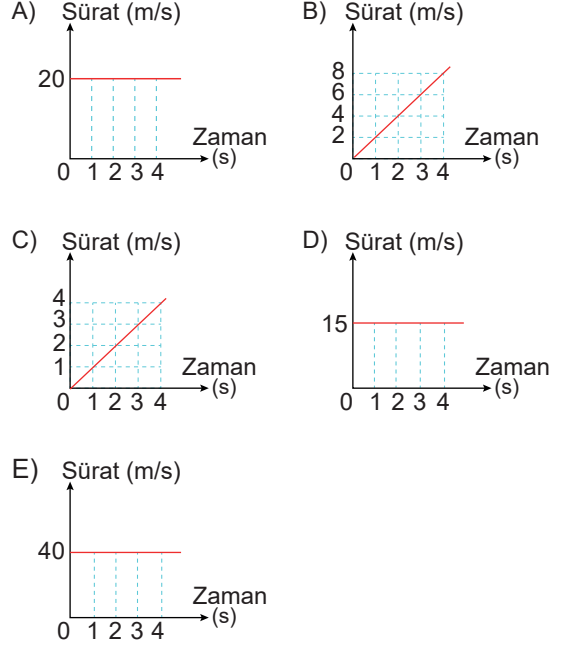 A) Sürat (m/s)
20
Zaman
(s)
0 1 2 3 4
B) Sürat (m/s)
8
6
4
2
Zaman
(s)
0 1 2 3 4
C) Sürat (m/s)
4
3
2
1
Zaman
(s)
0 1 2 3 4
D) Sürat (m/s)
15
Zaman
(s)
0 1 2 3 4
E) Sürat (m/s)
40
Zaman
(s)
0 1 2 3 4